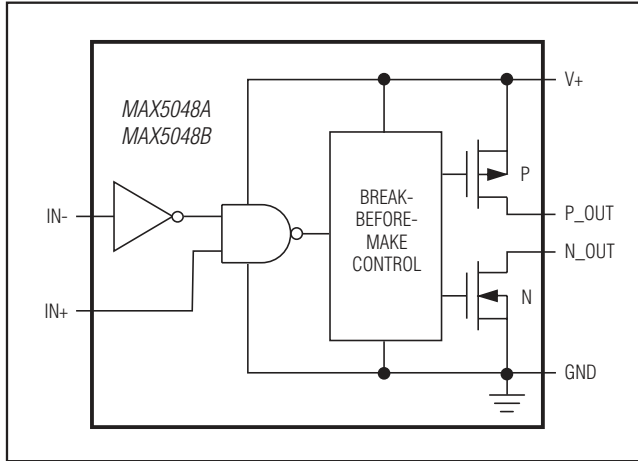 MAX5048A
MAX5048B
IN-
IN+
BREAK-
BEFORE-
MAKE
CONTROL
P
N
V+
P_OUT
N_OUT
GND